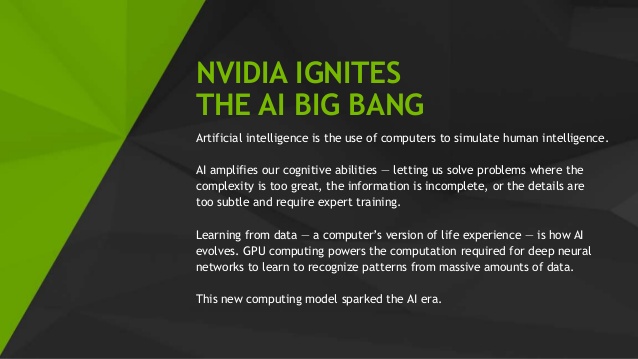 NVIDIA IGNITES
THE AI BIG BANG
Artificial intelligence is the use of computers to simulate human intelligence.
AI amplifies our cognitive abilities — letting us solve problems where the
complexity is too great, the information is incomplete, or the details are
too subtle and require expert training.
Learning from data — a computer's version of life experience — is how AI
evolves. GPU computing powers the computation required for deep neural
networks to learn to recognize patterns from massive amounts of data.
This new computing model sparked the AI era.